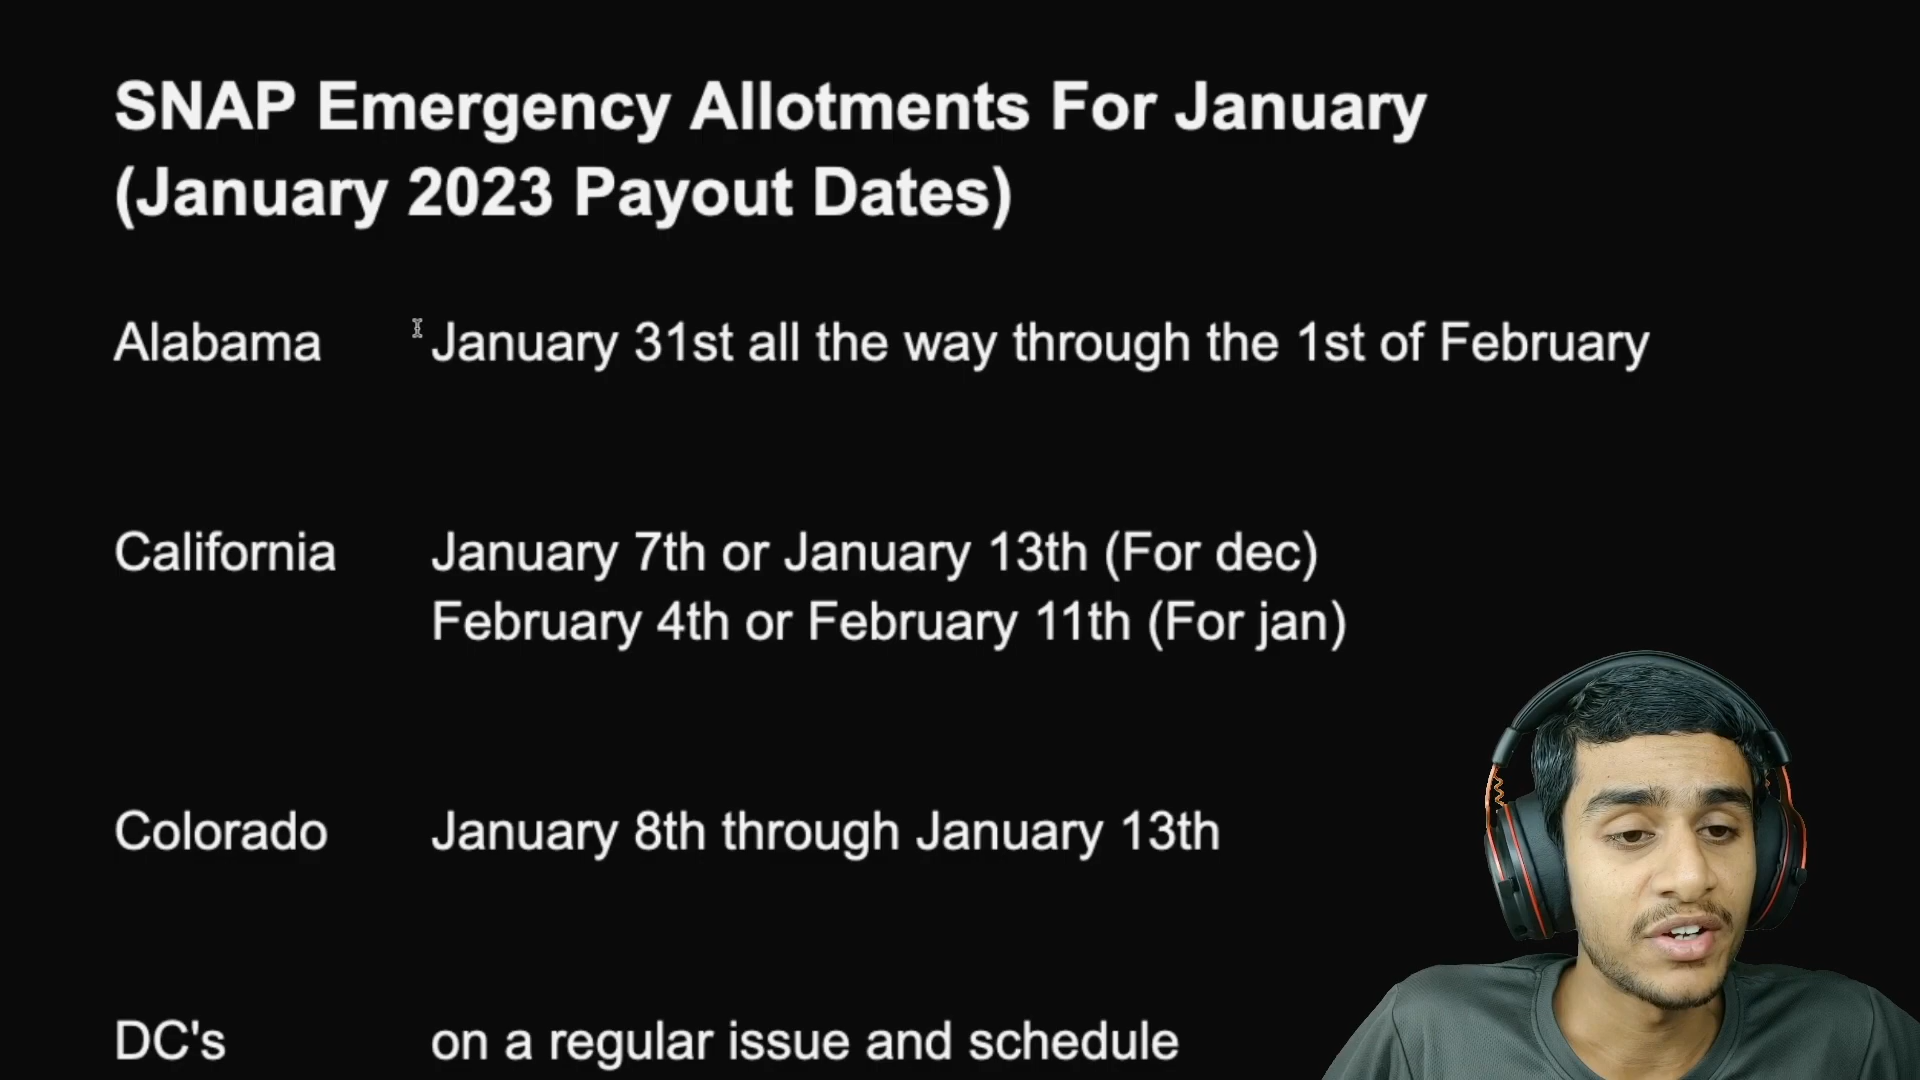 SNAP Emergency Allotments For January
(January 2023 Payout Dates)
Alabama January 31st all the way through the 1st of February
California January 7th or January 13th (For dec)
February 4th or February 11th (For jan)
Colorado January 8th through January 13th
DC's on a regular issue and schedule